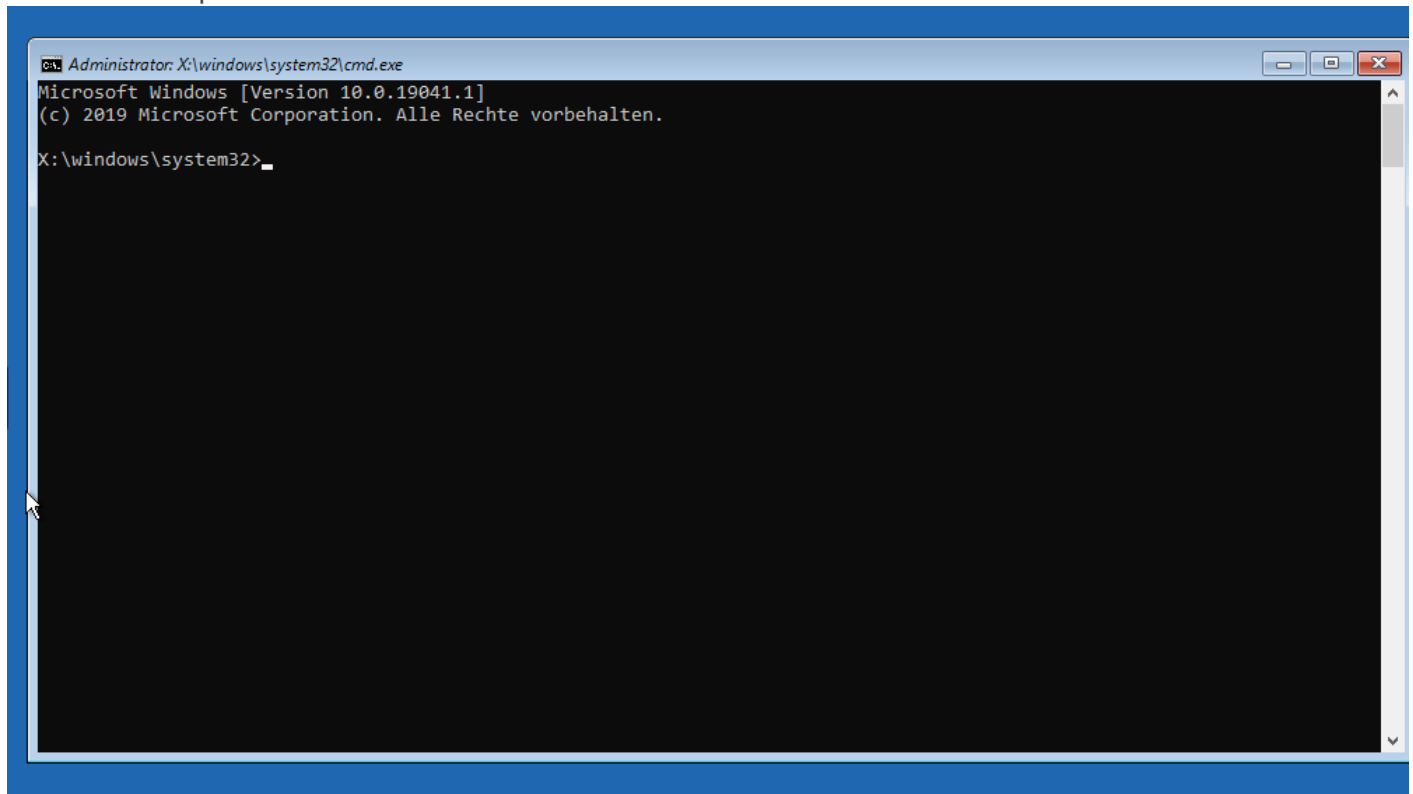 Administrator: X:\windows\system32\cmd.exe
Microsoft Windows [Version 10.0.19041.1]
(c) 2019 Microsoft Corporation. Alle Rechte vorbehalten.
X:\windows\system32>